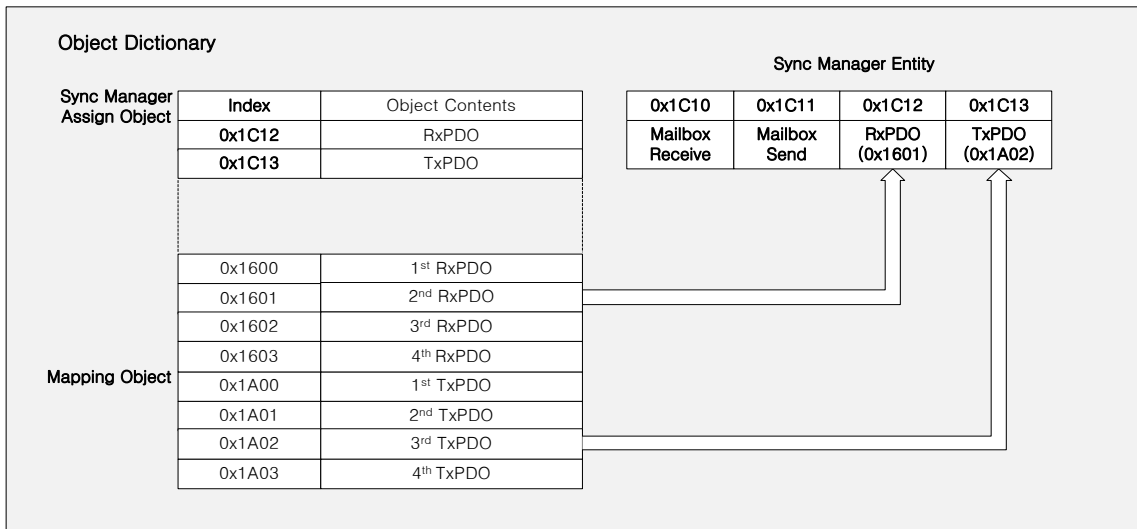 Object Dictionary
Sync Manager Entity
Sync Manager
Assign Object
Index Object Contents
0x1C12 RxPDO
0x1C13 TxPDO
0x1C10 0x1C11 0x1C12 0x1C13
Mailbox Receive Mailbox Send RxPDO (0x1601) TxPDO (0x1A02)
Mapping Object
0x1600 1st RxPDO
0x1601 2nd RxPDO
0x1602 3rd RxPDO
0x1603 4th RxPDO
0x1A00 1st TxPDO
0x1A01 2nd TxPDO
0x1A02 3rd TxPDO
0x1A03 4th TxPDO